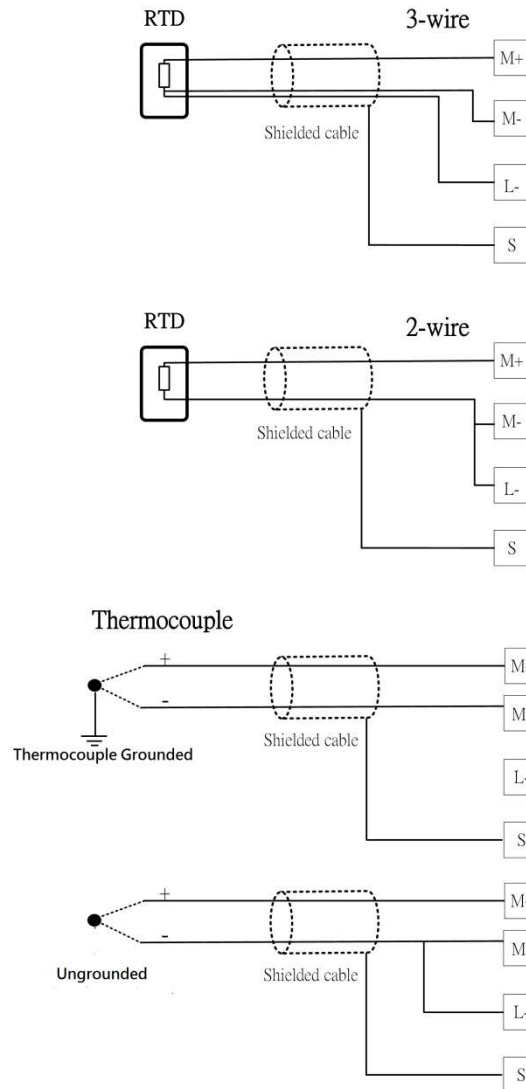 RTD
3-wire
M+
M-
Shielded cable
L-
S
RTD
2-wire
M+
M-
Shielded cable
L-
S
Thermocouple
+
M
-
M
Shielded cable
Thermocouple Grounded
L-
S
+
M
-
M
Ungrounded
Shielded cable
L-
S